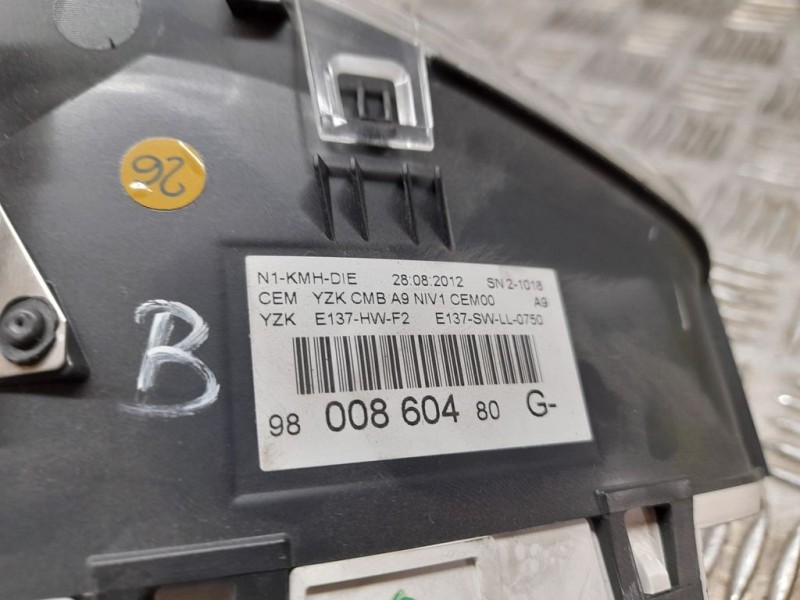 26
N1-KMH-DIE 28:08:2012 SN 2-1018
CEM YZK CMB A9 NIV1 CEM00 A9
YZK E137-HW-F2 E137-SW-LL-0750
98 008 604 80 G-
B